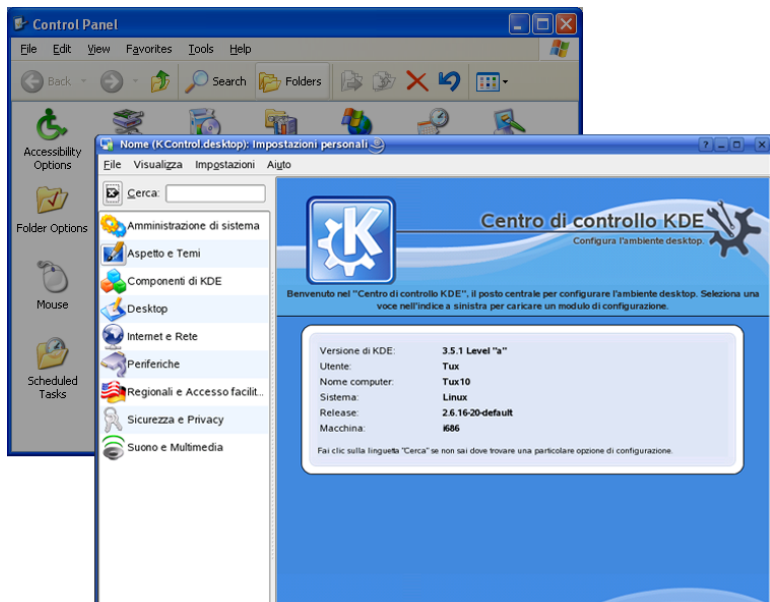 Control Panel
File Edit View Favorites Tools Help
Back Search Folders
Accessibility
Options
Folder Options
Mouse
Scheduled
Tasks
Nome (KControl.desktop): Impostazioni personali
File Visualizza Impostazioni Aiuto
Cerca:
Amministrazione di sistema
Aspetto e Temi
Componenti di KDE
Desktop
Internet e Rete
Periferiche
Regionali e Accesso facilit...
Sicurezza e Privacy
Suono e Multimedia
Centro di controllo KDE
Configura l'ambiente desktop.
Benvenuto nel "Centro di controllo KDE", il posto centrale per configurare l'ambiente desktop. Seleziona una
voce nell'indice a sinistra per caricare un modulo di configurazione.
Versione di KDE: 3.5.1 Level "a"
Utente: Tux
Nome computer: Tux10
Sistema: Linux
Release: 2.6.16-20-default
Macchina: i686
Fai clic sulla linguetta "Cerca" se non sai dove trovare una particolare opzione di configurazione.